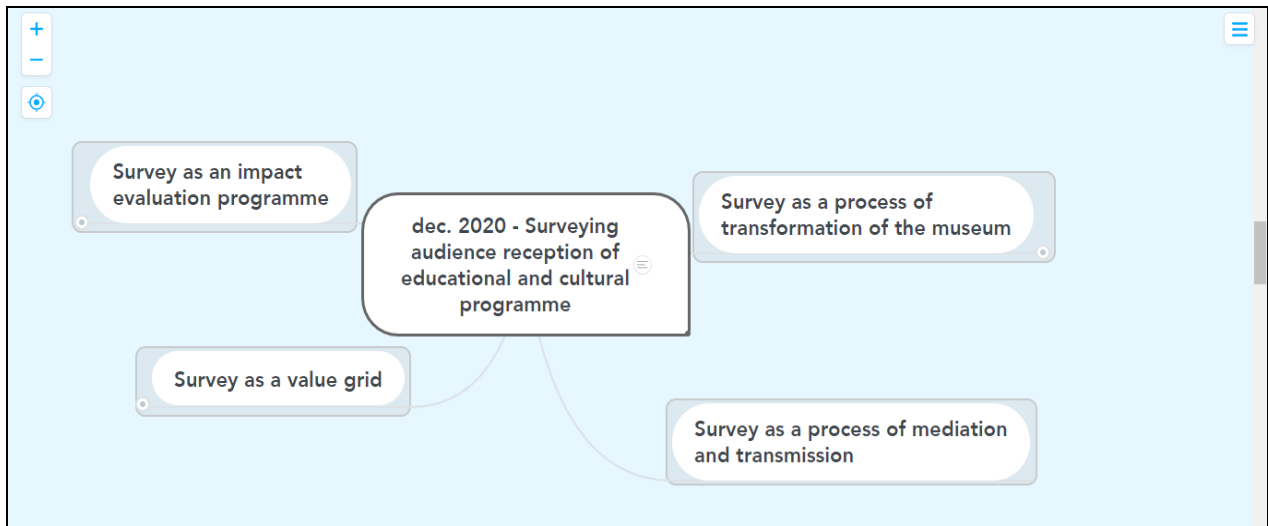 Survey as an impact
evaluation programme
dec. 2020 - Surveying
audience reception of
educational and cultural
programme
Survey as a process of
transformation of the museum
Survey as a value grid
Survey as a process of mediation
and transmission